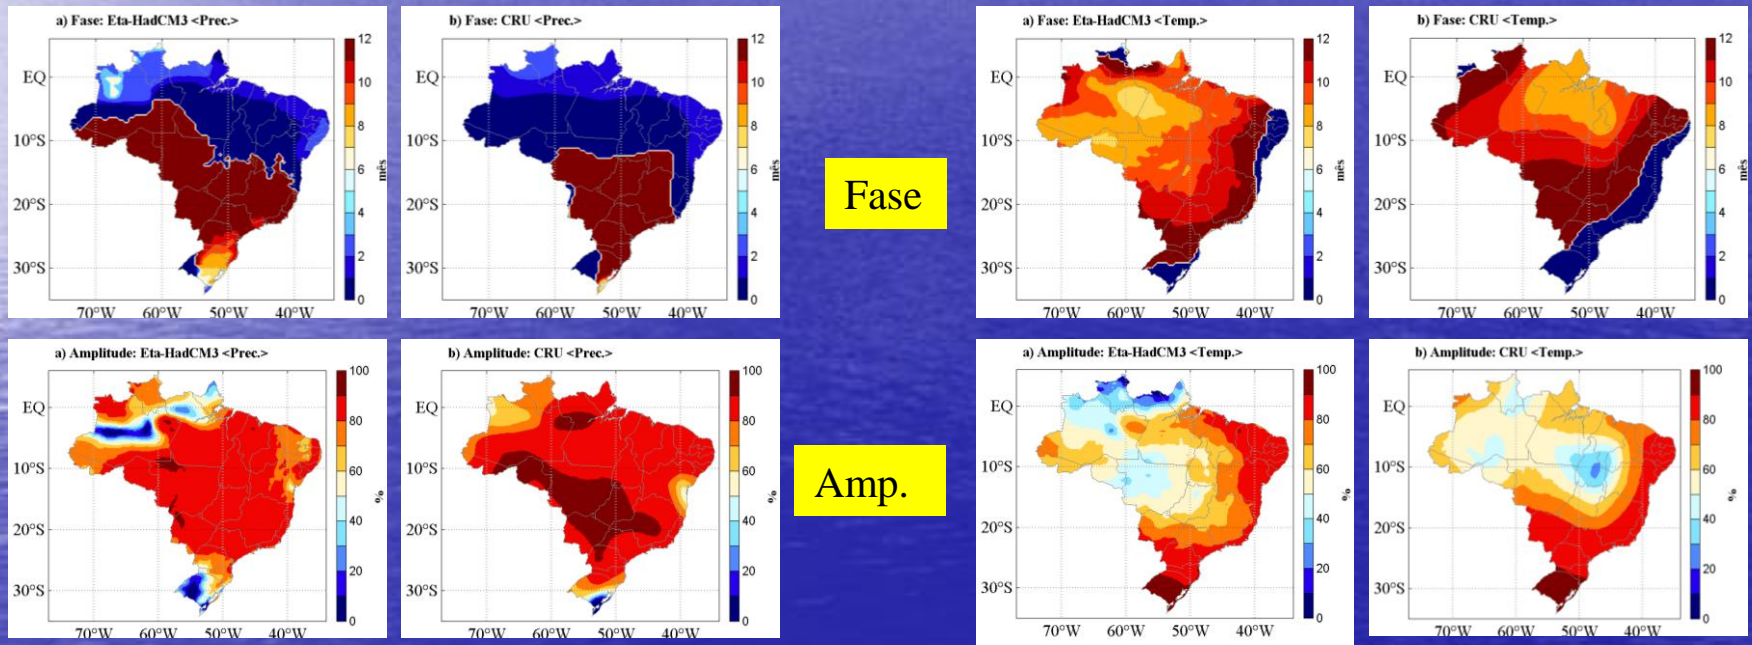 a) Fase: Eta-HadCM3 <Prec.>
EQ
10°S
20°S
30°S
70°W 60°W 50°W 40°W
12
10
8
6
4
2
0
mês
b) Fase: CRU <Prec.>
EQ
10°S
20°S
30°S
70°W 60°W 50°W 40°W
12
10
8
6
4
2
0
mês
Fase
a) Fase: Eta-HadCM3 <Temp.>
EQ
10°S
20°S
30°S
70°W 60°W 50°W 40°W
12
10
8
6
4
2
0
mês
b) Fase: CRU <Temp.>
EQ
10°S
20°S
30°S
70°W 60°W 50°W 40°W
12
10
8
6
4
2
0
mês
a) Amplitude: Eta-HadCM3 <Prec.>
EQ
10°S
20°S
30°S
70°W 60°W 50°W 40°W
100
80
60
40
20
0
%
b) Amplitude: CRU <Prec.>
EQ
10°S
20°S
30°S
70°W 60°W 50°W 40°W
100
80
60
40
20
0
%
Amp.
a) Amplitude: Eta-HadCM3 <Temp.>
EQ
10°S
20°S
30°S
70°W 60°W 50°W 40°W
100
80
60
40
20
0
%
b) Amplitude: CRU <Temp.>
EQ
10°S
20°S
30°S
70°W 60°W 50°W 40°W
100
80
60
40
20
0
%